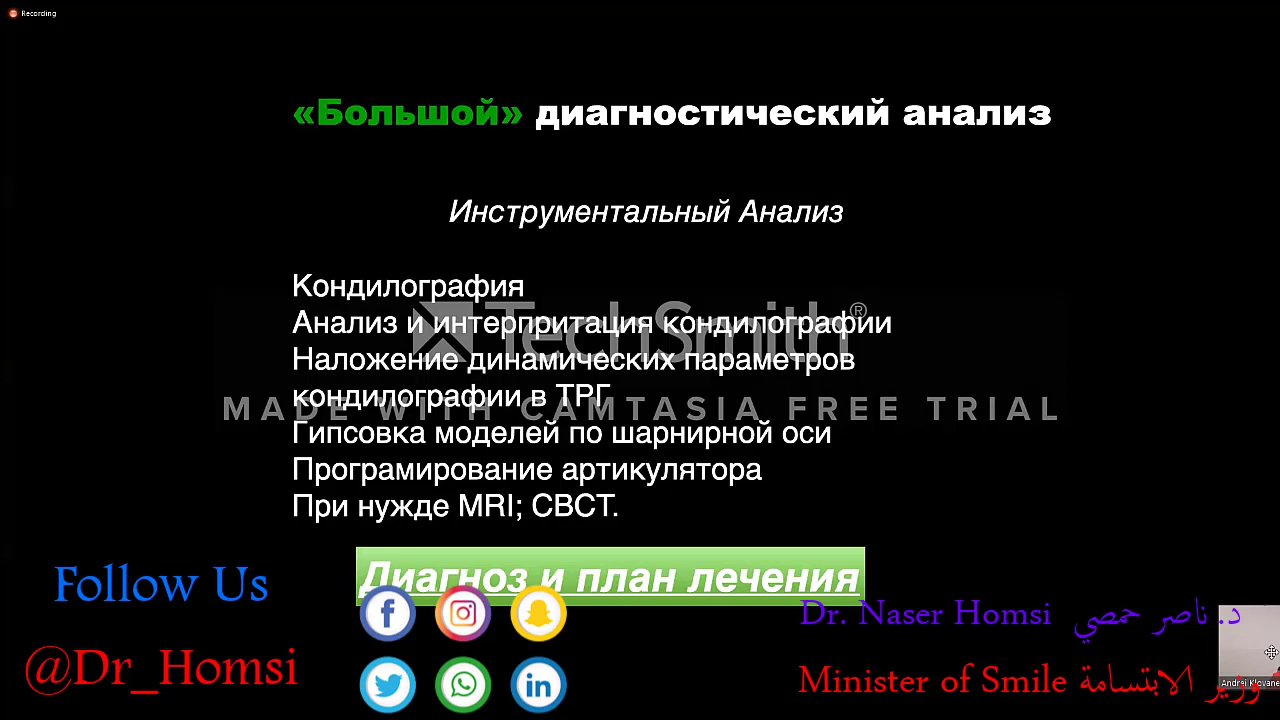 Recording
«Большой» диагностический анализ
Инструментальный Анализ
Кондилография
Анализ и интерпритация кондилографии
Наложение динамических параметров
кондилографии в ТРГ
Гипсовка моделей по шарнирной оси
Програмирование артикулятора
При нужде MRI; CBCT.
TechSmith®
MADE WITH CAMTASIA FREE TRIAL
Диагноз и план лечения
Follow Us
@Dr_Homsi
Dr. Naser Homsi د. ناصر حمصي
Minister of Smile وزير الابتسامة
Andrei